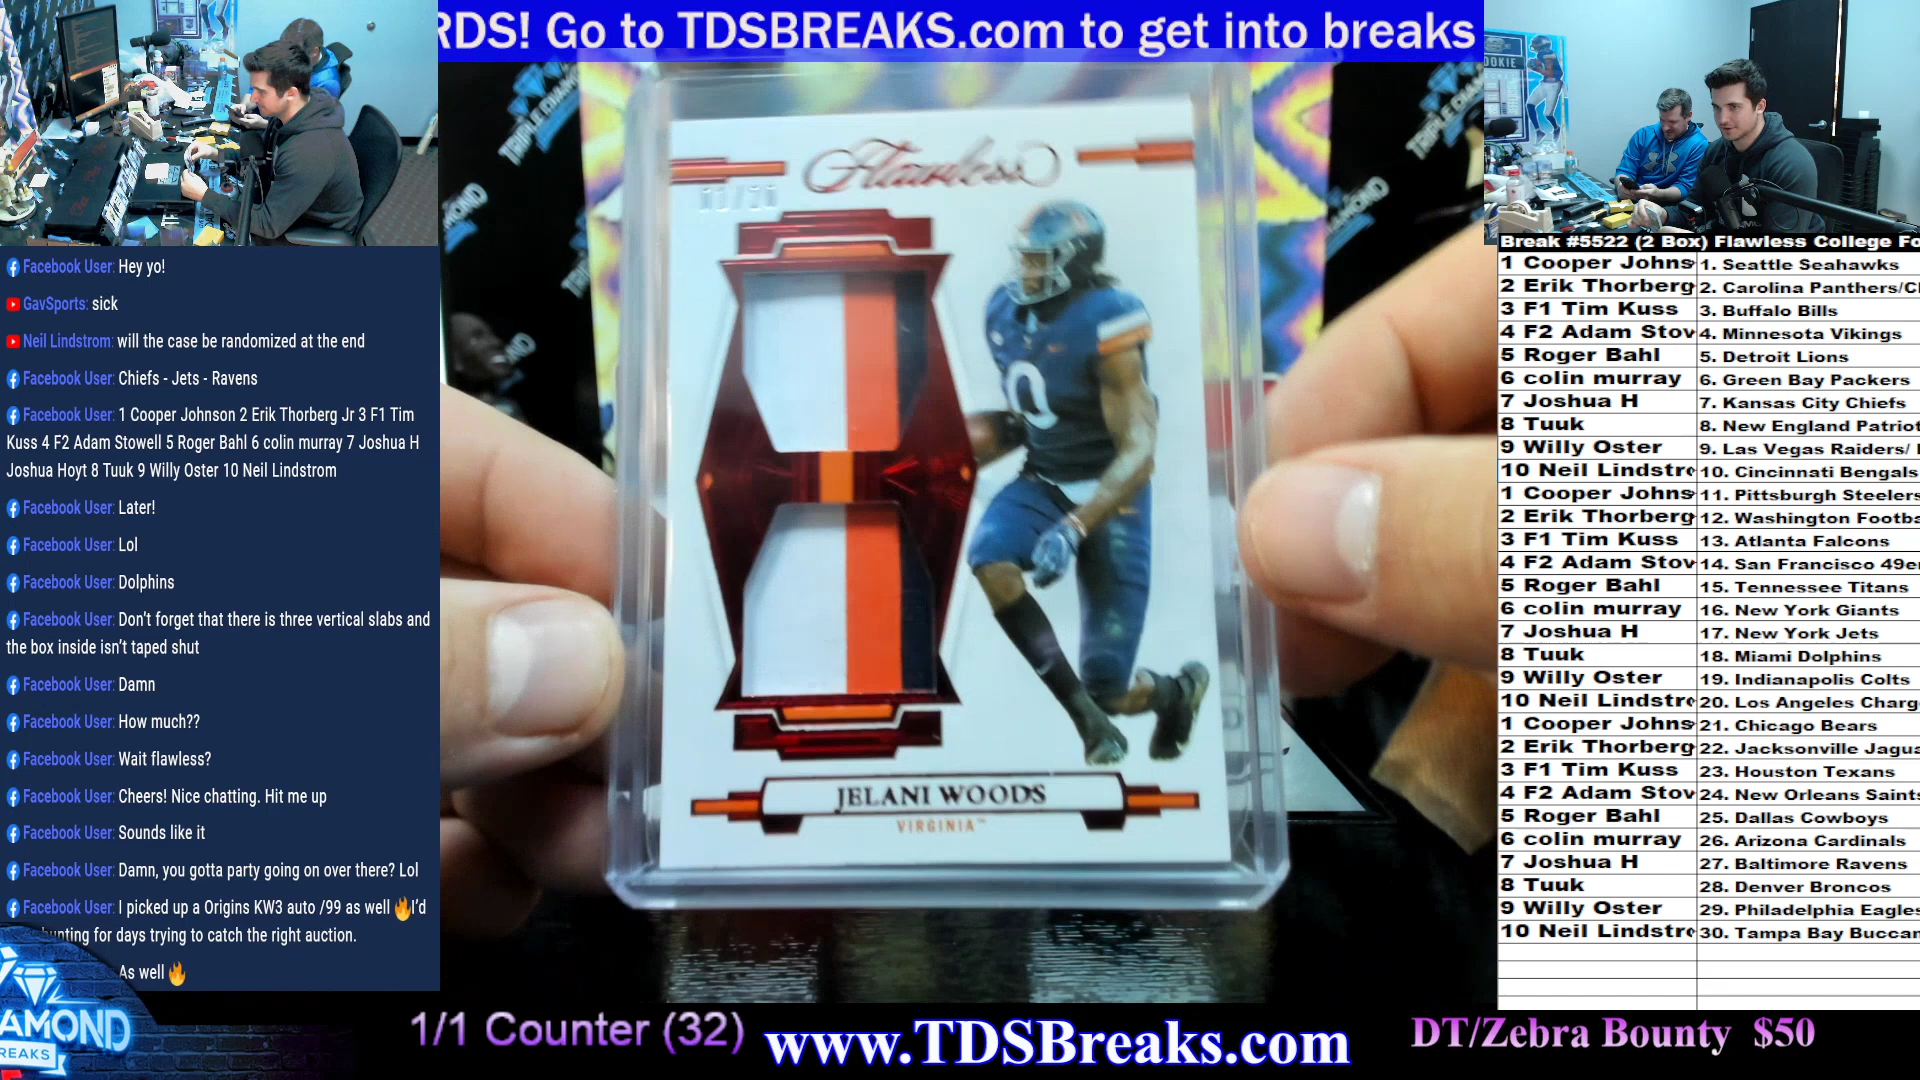 RDS! Go to TDSBREAKS.com to get into breaks
Facebook User: Hey yo!
GavSports: sick
Neil Lindstrom: will the case be randomized at the end
Facebook User: Chiefs - Jets - Ravens
Facebook User: 1 Cooper Johnson 2 Erik Thorberg Jr 3 F1 Tim
Kuss 4 F2 Adam Stowell 5 Roger Bahl 6 colin murray 7 Joshua H
Joshua Hoyt 8 Tuuk 9 Willy Oster 10 Neil Lindstrom
Facebook User: Later!
Facebook User: Lol
Facebook User: Dolphins
Facebook User: Don't forget that there is three vertical slabs and
the box inside isn't taped shut
Facebook User: Damn
Facebook User: How much??
Facebook User: Wait flawless?
Facebook User: Cheers! Nice chatting. Hit me up
Facebook User: Sounds like it
Facebook User: Damn, you gotta party going on over there? Lol
Facebook User: I picked up a Origins KW3 auto /99 as well 🔥I'd
unting for days trying to catch the right auction.
As well 🔥
AMOND
REAKS
Flawless
JELANI WOODS
VIRGINIA™
TRIPLE DIAMOND
OOKIE
Break #5522 (2 Box) Flawless College Fo
1 Cooper Johns 1. Seattle Seahawks
2 Erik Thorberg 2. Carolina Panthers/Cl
3 F1 Tim Kuss 3. Buffalo Bills
4 F2 Adam Stov 4. Minnesota Vikings
5 Roger Bahl 5. Detroit Lions
6 colin murray 6. Green Bay Packers
7 Joshua H 7. Kansas City Chiefs
8 Tuuk 8. New England Patriot
9 Willy Oster 9. Las Vegas Raiders/
10 Neil Lindstr 10. Cincinnati Bengals
1 Cooper Johns 11. Pittsburgh Steelers
2 Erik Thorberg 12. Washington Footba
3 F1 Tim Kuss 13. Atlanta Falcons
4 F2 Adam Stov 14. San Francisco 49e
5 Roger Bahl 15. Tennessee Titans
6 colin murray 16. New York Giants
7 Joshua H 17. New York Jets
8 Tuuk 18. Miami Dolphins
9 Willy Oster 19. Indianapolis Colts
10 Neil Lindstr 20. Los Angeles Charg
1 Cooper Johns 21. Chicago Bears
2 Erik Thorberg 22. Jacksonville Jagua
3 F1 Tim Kuss 23. Houston Texans
4 F2 Adam Stov 24. New Orleans Saints
5 Roger Bahl 25. Dallas Cowboys
6 colin murray 26. Arizona Cardinals
7 Joshua H 27. Baltimore Ravens
8 Tuuk 28. Denver Broncos
9 Willy Oster 29. Philadelphia Eagles
10 Neil Lindstr 30. Tampa Bay Buccan
1/1 Counter (32)
www.TDSBreaks.com
DT/Zebra Bounty $50